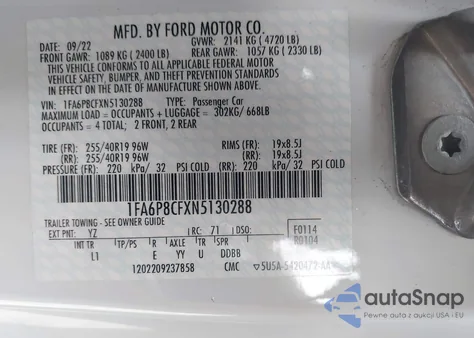 MFD. BY FORD MOTOR CO.
DATE: 09/22 GVWR: 2141 KG ( 4720 LB)
FRONT GAWR: 1089 KG ( 2400 LB) REAR GAWR: 1057 KG ( 2330 LB)
THIS VEHICLE CONFORMS TO ALL APPLICABLE FEDERAL MOTOR
VEHICLE SAFETY, BUMPER, AND THEFT PREVENTION STANDARDS
IN EFFECT ON THE DATE OF MANUFACTURE SHOWN ABOVE.
VIN: 1FA6P8CFXN5130288 TYPE: Passenger Car
MAXIMUM LOAD = OCCUPANTS + LUGGAGE = 302KG/ 668LB
OCCUPANTS = 4 TOTAL; 2 FRONT, 2 REAR
TIRE (FR): 255/40R19 96W RIMS (FR): 19x8.5J
(RR): 255/40R19 96W (RR): 19x8.5J
PRESSURE (FR): 220 kPa/ 32 PSI COLD (RR): 220 kPa/ 32 PSI COLD
1FA6P8CFXN5130288
TRAILER TOWING - SEE OWNER GUIDE
EXT PNT: YZ RC: 71 DSO: F0114
INT TR TP/PS R AXLE TR SPR R0104
L1 E YY U DDBB
1202209237858 CMC
autoSnap
Pewne auto z aukcji w USA i EU